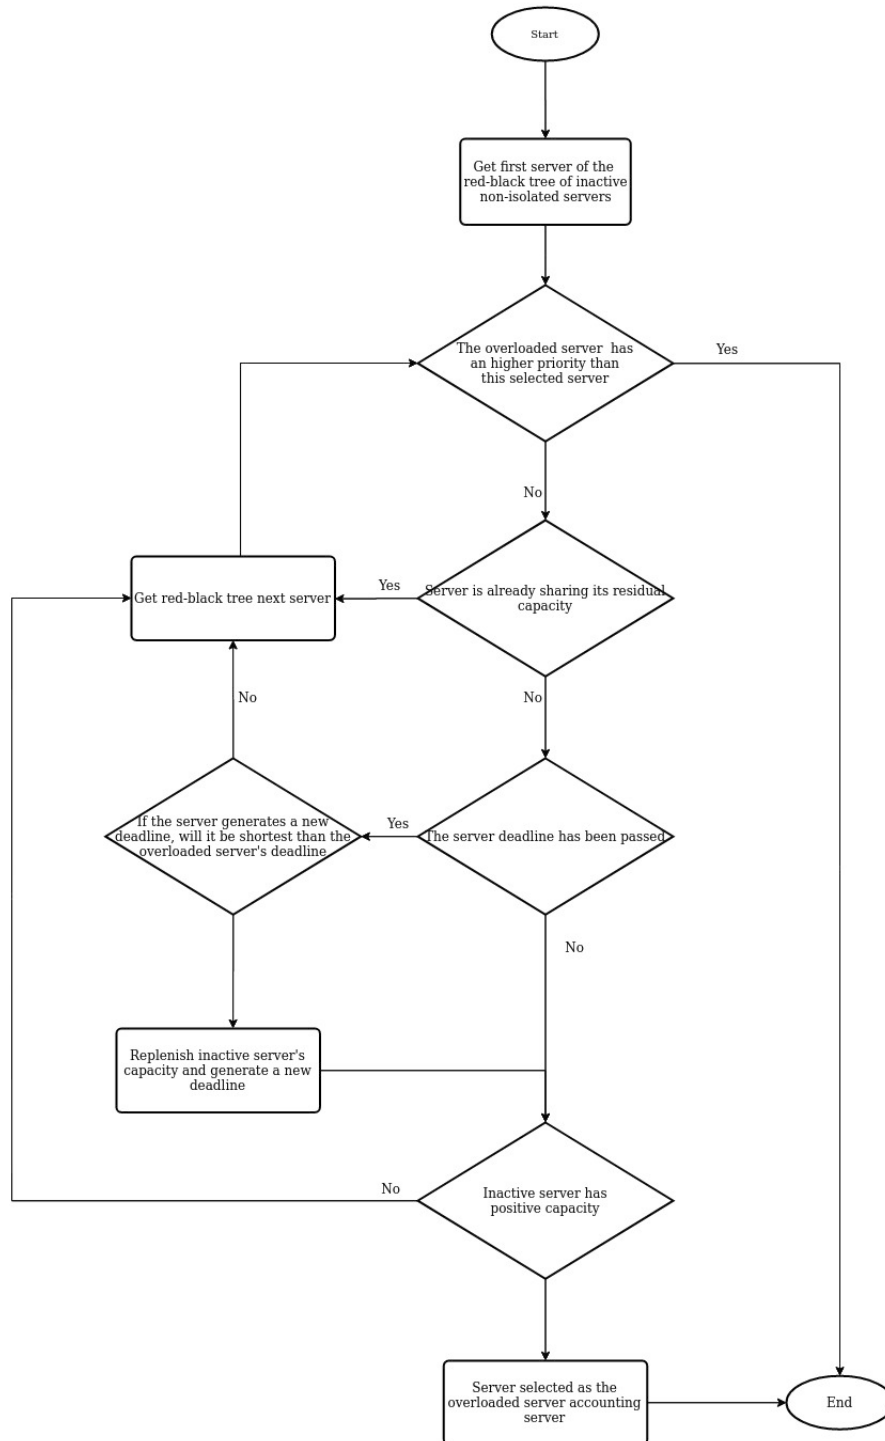 Start
Get first server of the
red-black tree of inactive
non-isolated servers
The overloaded server has
an higher priority than
this selected server
Yes
No
Get red-black tree next server
Yes
Server is already sharing its residual
capacity
No
No
If the server generates a new
deadline, will it be shortest than the
overloaded server's deadline
Yes
The server deadline has been passed
No
Replenish inactive server's
capacity and generate a new
deadline
No
Inactive server has
positive capacity
Server selected as the
overloaded server accounting
server
End